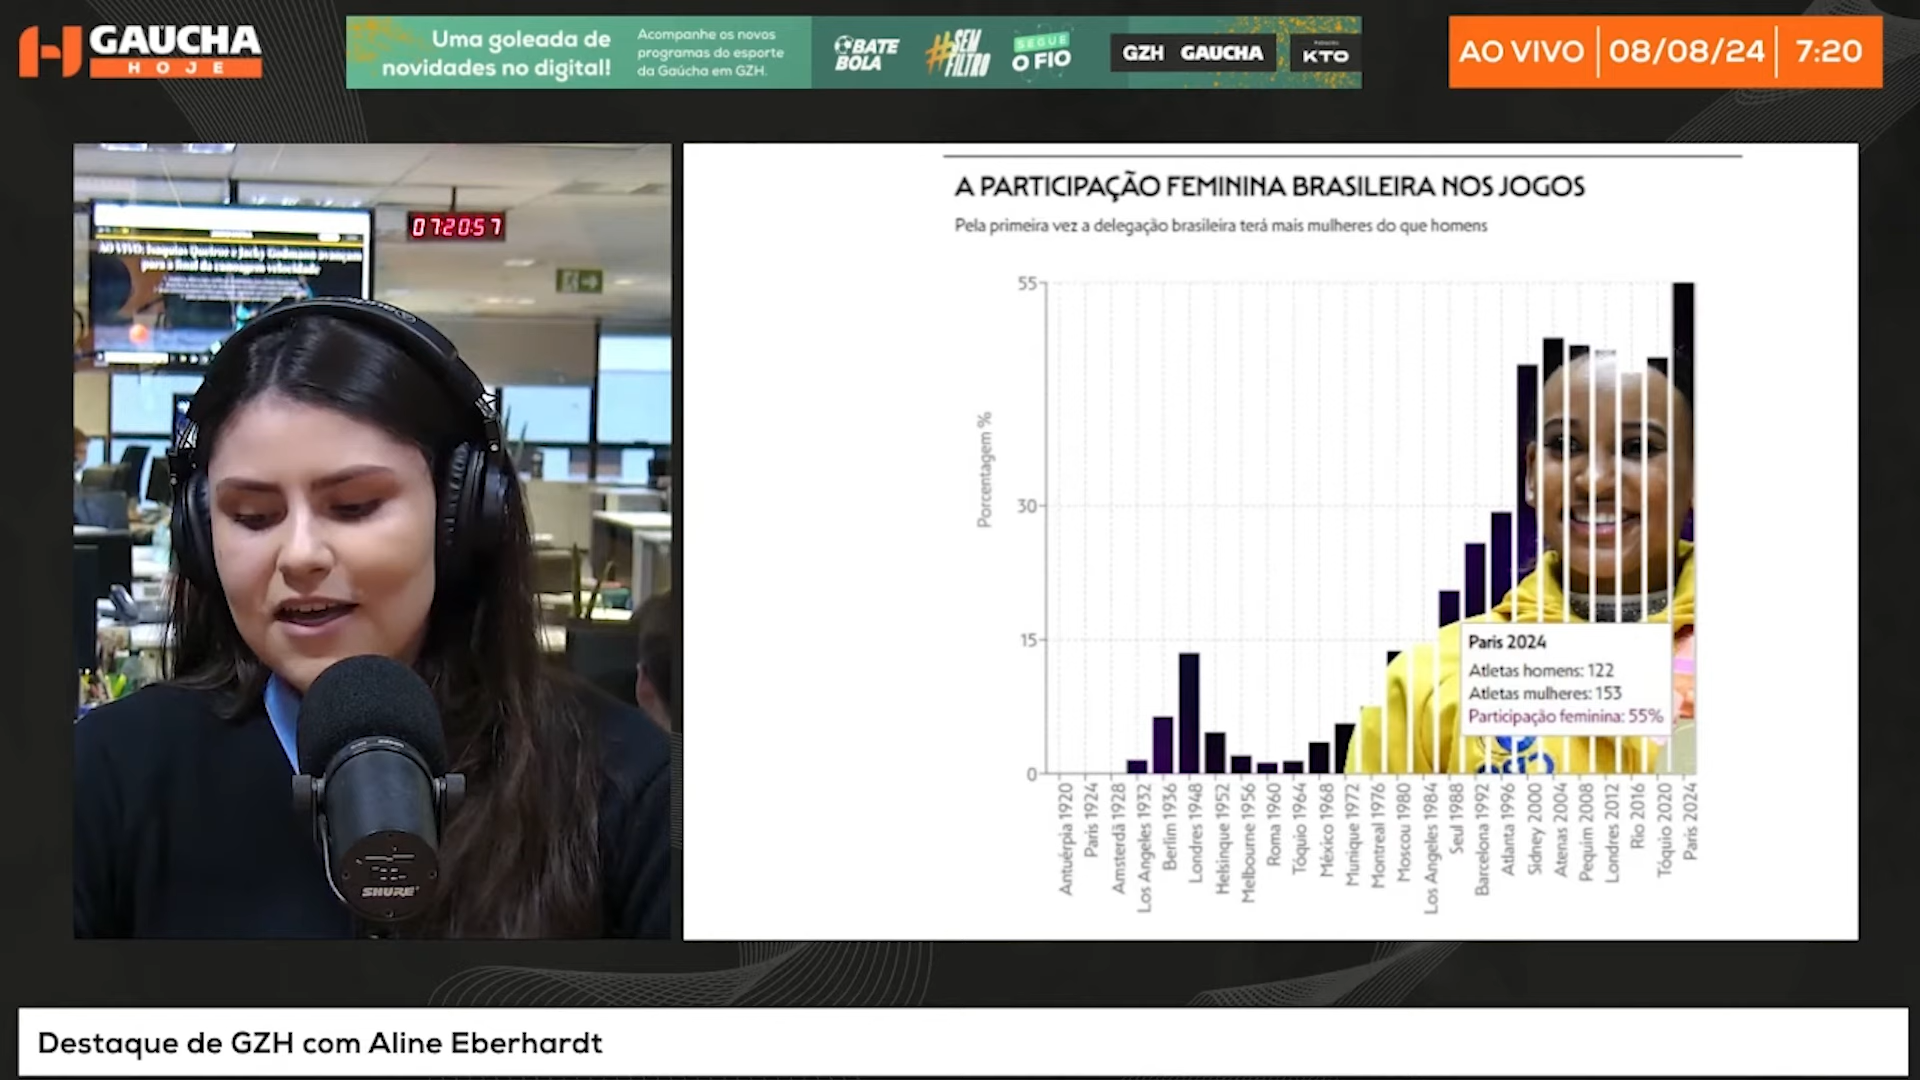 GAÚCHA
HOJE
Uma goleada de
novidades no digital!
Acompanhe os novos
programas do esporte
da Gaúcha em GZH.
BATE
BOLA
#SEM
FILTRO
SEGUE
O FIO
GZH GAÚCHA
KTO
AO VIVO | 08/08/24 | 7:20
07:20:57
A PARTICIPAÇÃO FEMININA BRASILEIRA NOS JOGOS
Pela primeira vez a delegação brasileira terá mais mulheres do que homens
Porcentagem %
55
30
15
0
Paris 2024
Atletas homens: 122
Atletas mulheres: 153
Participação feminina: 55%
Antuérpia 1920
Paris 1924
Amsterdã 1928
Los Angeles 1932
Berlim 1936
Londres 1948
Helsinque 1952
Melbourne 1956
Roma 1960
Tóquio 1964
México 1968
Munique 1972
Montreal 1976
Moscou 1980
Los Angeles 1984
Seul 1988
Barcelona 1992
Atlanta 1996
Sidney 2000
Atenas 2004
Pequim 2008
Londres 2012
Rio 2016
Tóquio 2020
Paris 2024
SHURE
Destaque de GZH com Aline Eberhardt